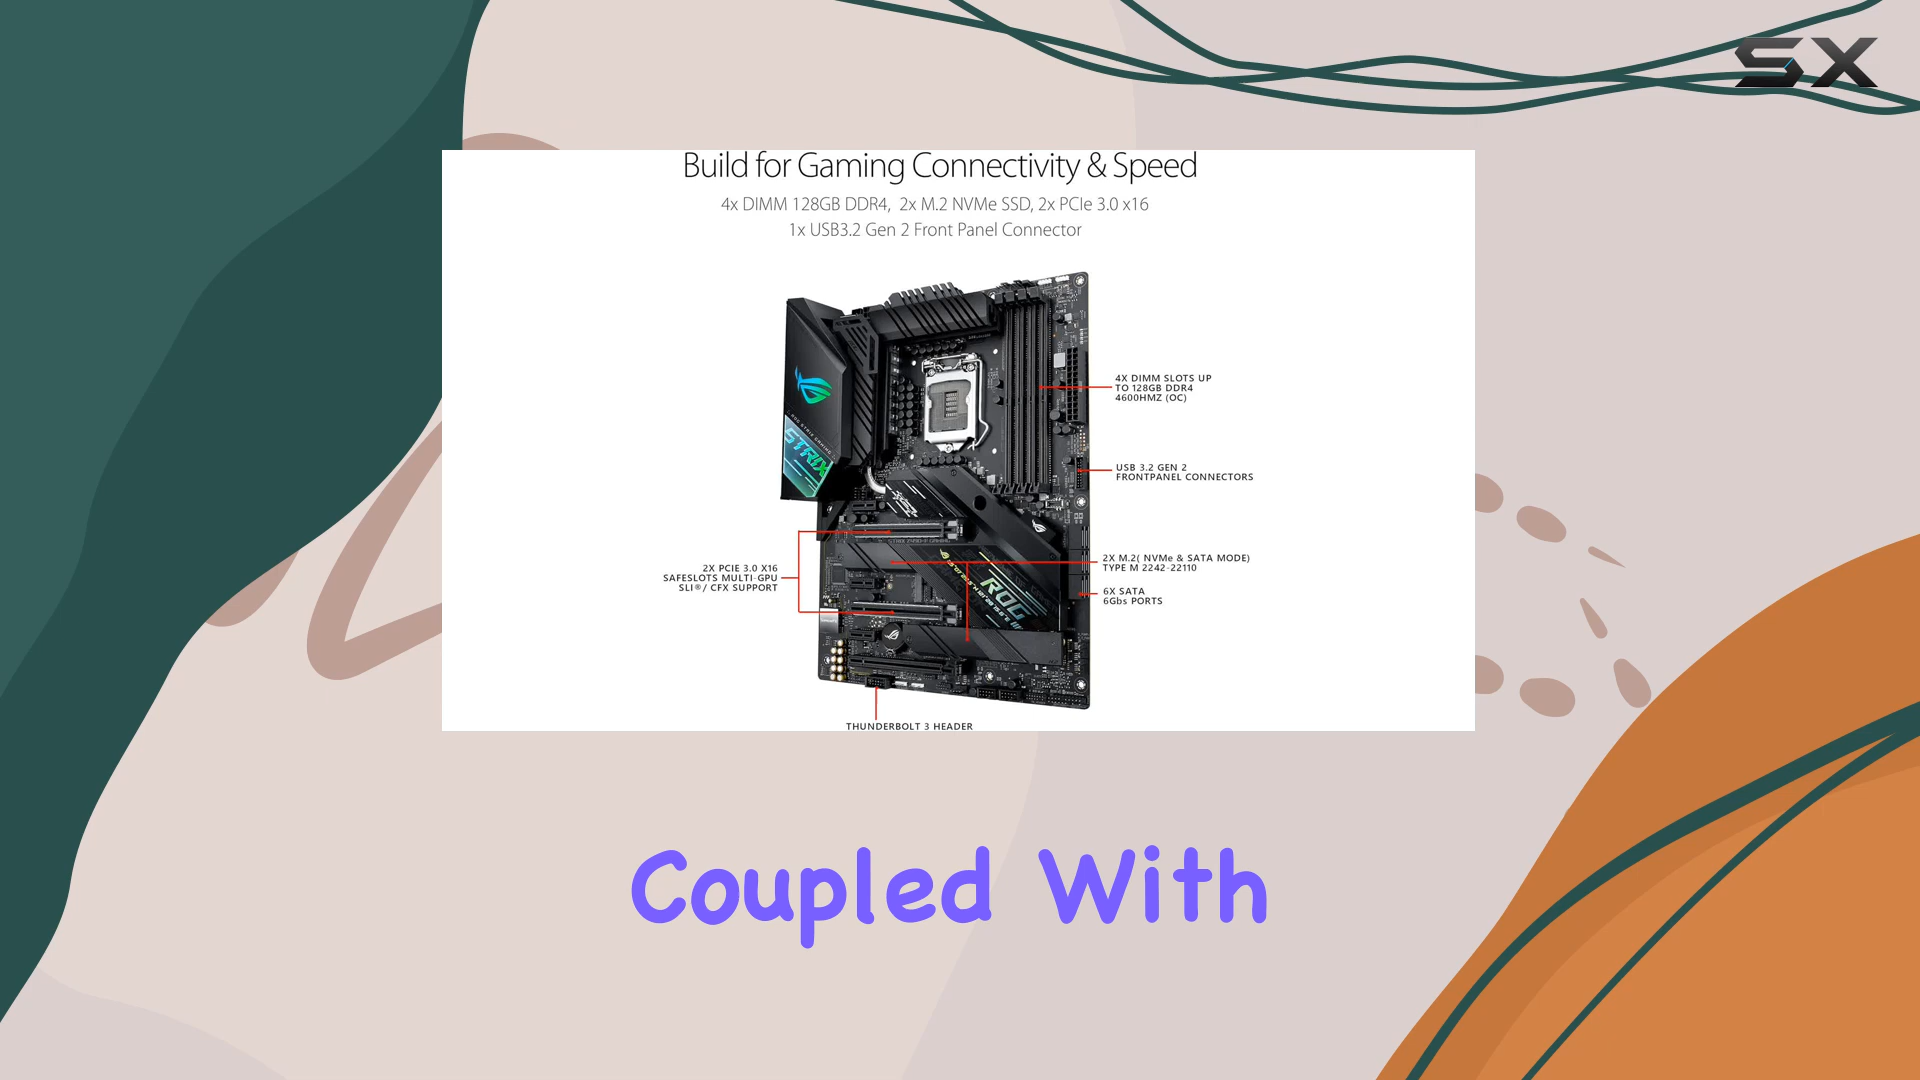 SX
Build for Gaming Connectivity & Speed
4x DIMM 128GB DDR4, 2x M.2 NVMe SSD, 2x PCIe 3.0 x16
1x USB3.2 Gen 2 Front Panel Connector
4X DIMM SLOTS UP
TO 128GB DDR4
4600HMZ (OC)
USB 3.2 GEN 2
FRONTPANEL CONNECTORS
STRIX
2X M.2( NVMe & SATA MODE)
TYPE M 2242-22110
2X PCIE 3.0 X16
SAFESLOTS MULTI-GPU
SLI®/ CFX SUPPORT
6X SATA
6Gbs PORTS
ROG
THUNDERBOLT 3 HEADER
Coupled With